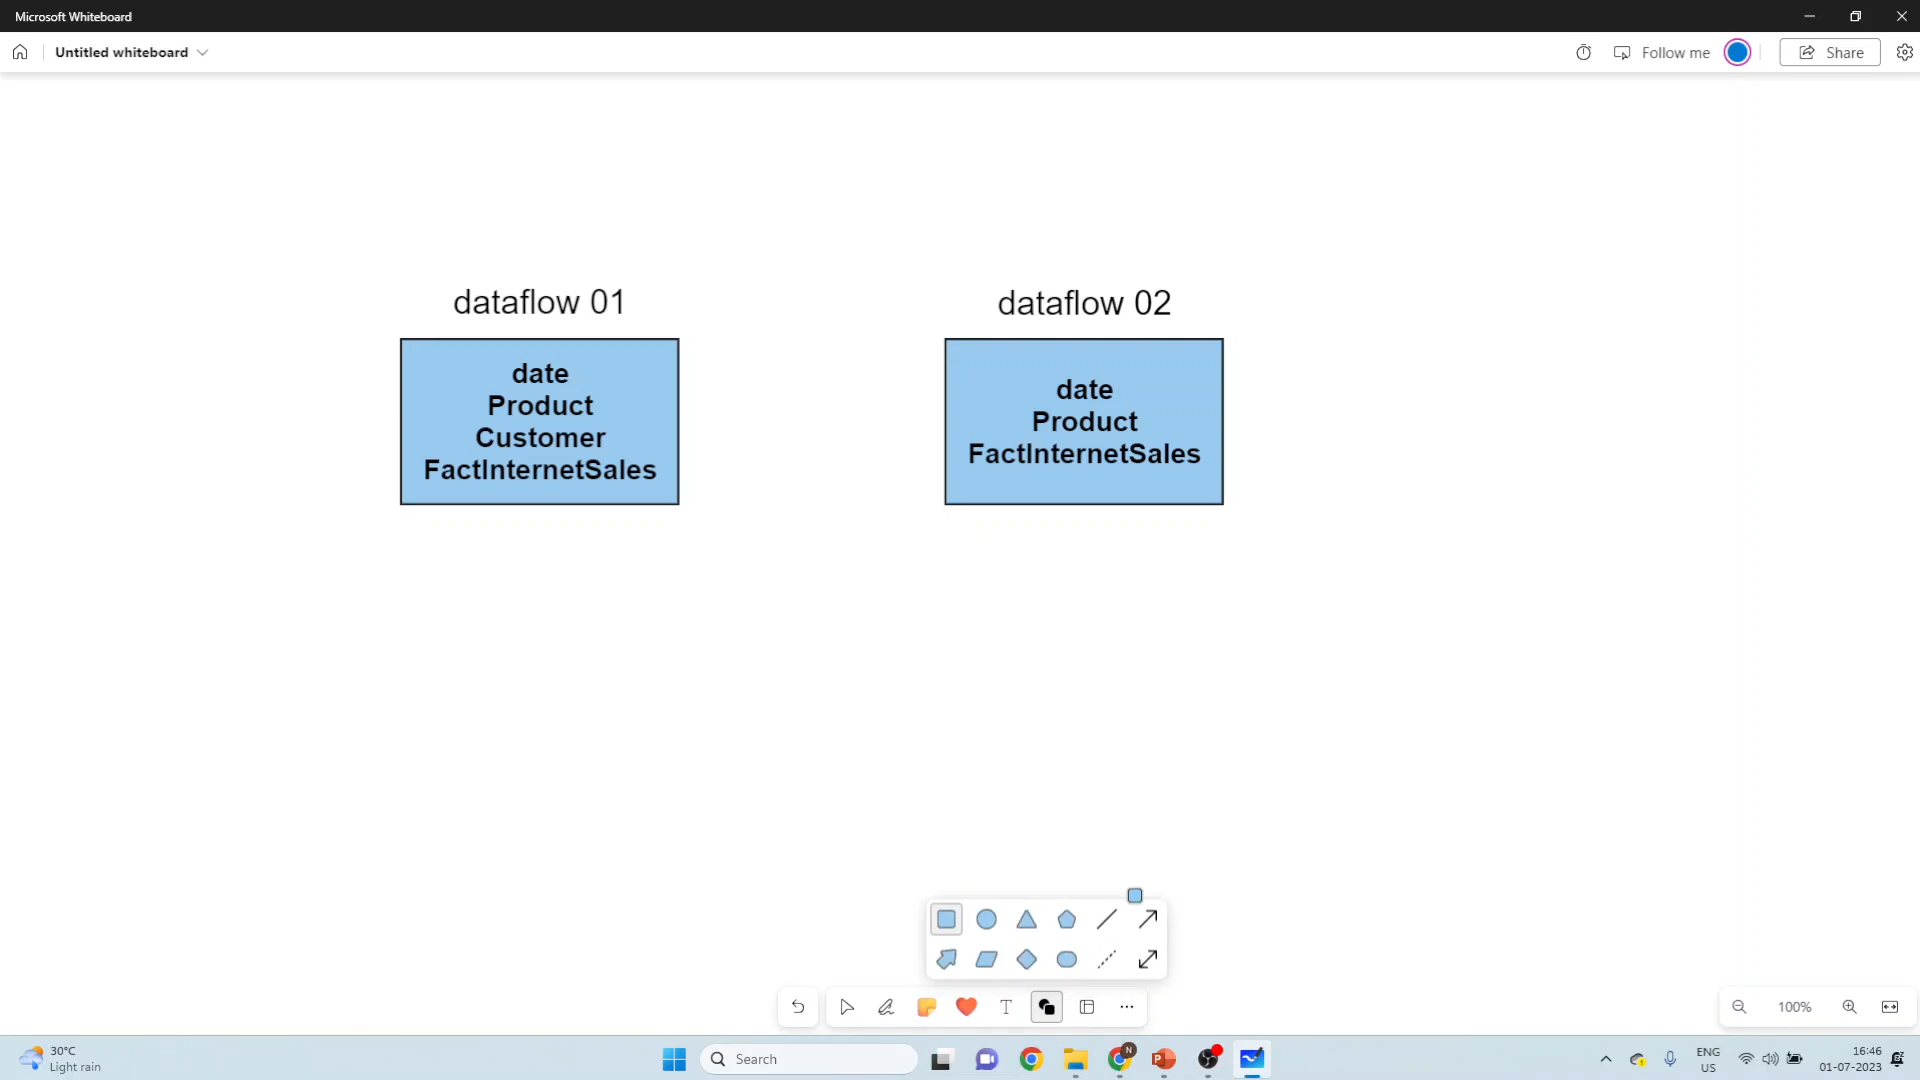 Microsoft Whiteboard
Untitled whiteboard
Follow me
Share
dataflow 01
dataflow 02
date
Product
Customer
FactInternetSales
date
Product
FactInternetSales
T
100%
30°C
Light rain
Search
N
P
ENG
US
16:46
01-07-2023